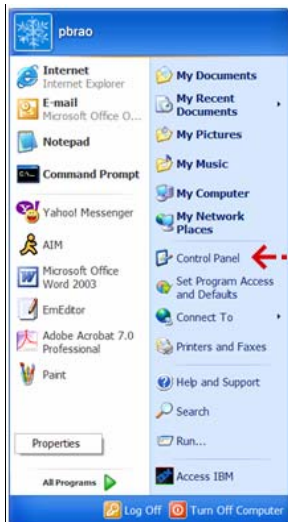 pbrao
Internet
Internet Explorer
E-mail
Microsoft Office O...
Notepad
Command Prompt
Yahoo! Messenger
AIM
Microsoft Office
Word 2003
EmEditor
Adobe Acrobat 7.0
Professional
Paint
Properties
All Programs
My Documents
My Recent
Documents
My Pictures
My Music
My Computer
My Network
Places
Control Panel
Set Program Access
and Defaults
Connect To
Printers and Faxes
Help and Support
Search
Run...
Access IBM
Log Off
Turn Off Computer